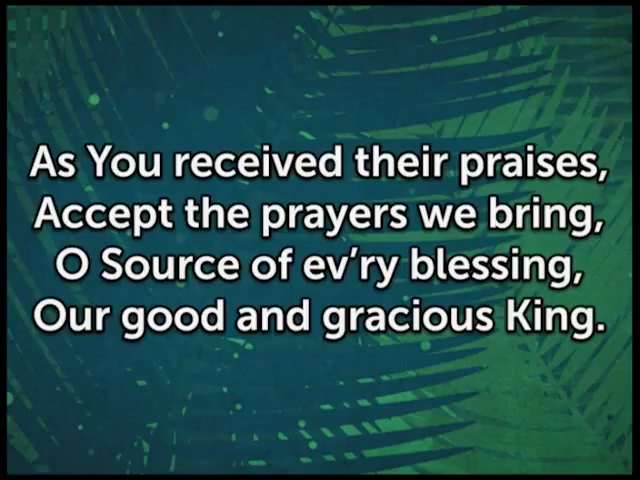 As You received their praises,
Accept the prayers we bring,
O Source of ev’ry blessing,
Our good and gracious King.